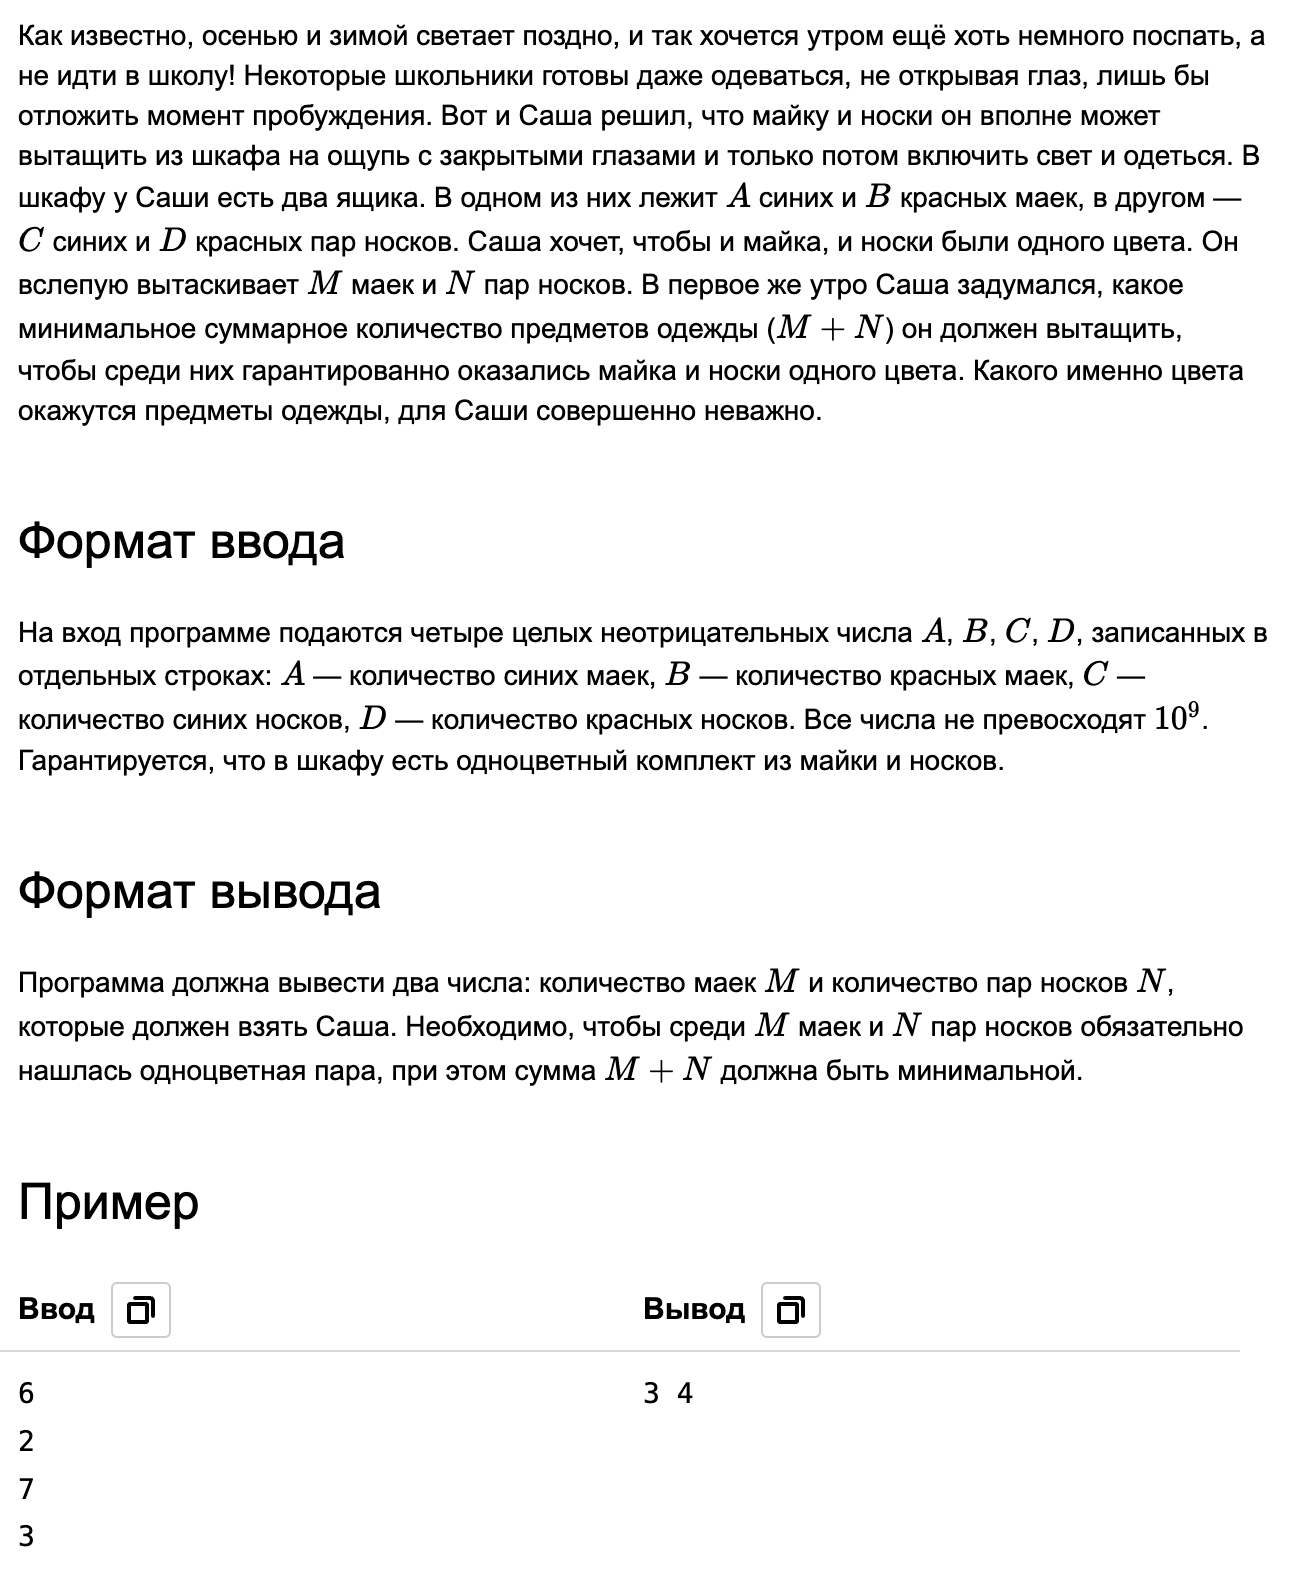 Как известно, осенью и зимой светает поздно, и так хочется утром ещё хоть немного поспать, а
не идти в школу! Некоторые школьники готовы даже одеваться, не открывая глаз, лишь бы
отложить момент пробуждения. Вот и Саша решил, что майку и носки он вполне может
вытащить из шкафа на ощупь с закрытыми глазами и только потом включить свет и одеться. В
шкафу у Саши есть два ящика. В одном из них лежит A синих и B красных маек, в другом —
C синих и D красных пар носков. Саша хочет, чтобы и майка, и носки были одного цвета. Он
вслепую вытаскивает M маек и N пар носков. В первое же утро Саша задумался, какое
минимальное суммарное количество предметов одежды (M + N) он должен вытащить,
чтобы среди них гарантированно оказались майка и носки одного цвета. Какого именно цвета
окажутся предметы одежды, для Саши совершенно неважно.
Формат ввода
На вход программе подаются четыре целых неотрицательных числа A, B, C, D, записанных в
отдельных строках: A — количество синих маек, B — количество красных маек, C —
количество синих носков, D — количество красных носков. Все числа не превосходят 10⁹.
Гарантируется, что в шкафу есть одноцветный комплект из майки и носков.
Формат вывода
Программа должна вывести два числа: количество маек M и количество пар носков N,
которые должен взять Саша. Необходимо, чтобы среди M маек и N пар носков обязательно
нашлась одноцветная пара, при этом сумма M + N должна быть минимальной.
Пример
Ввод Вывод
6 3 4
2
7
3